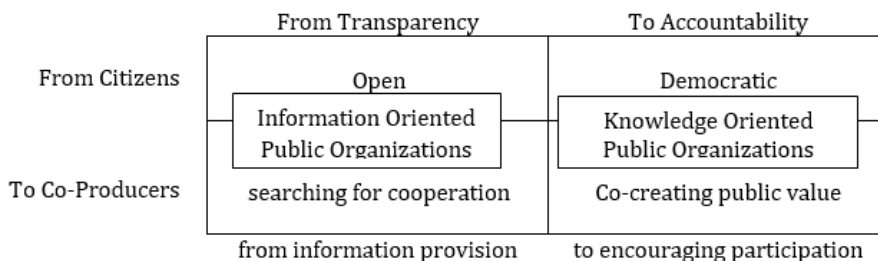 From Transparency To Accountability
From Citizens Open Democratic
Information Oriented Knowledge Oriented
Public Organizations Public Organizations
To Co-Producers searching for cooperation Co-creating public value
from information provision to encouraging participation